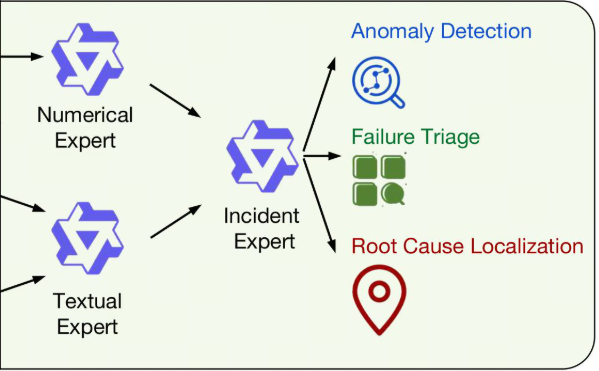 Anomaly Detection
Numerical
Expert
Failure Triage
Incident
Expert
Root Cause Localization
Textual
Expert